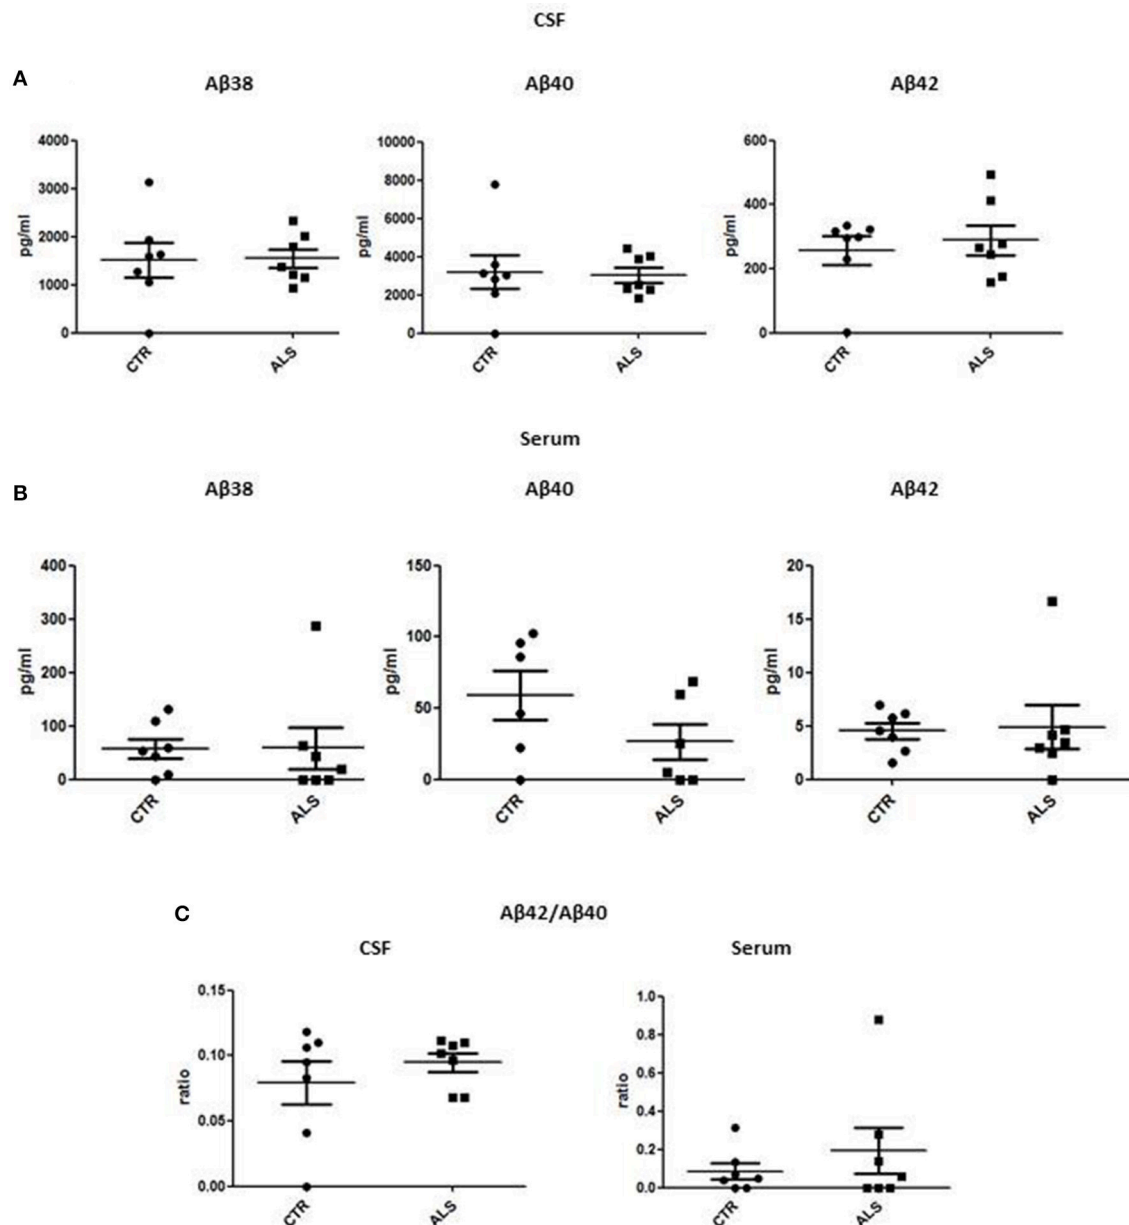 CSF
A
Aβ38 Aβ40 Aβ42
4000 10000 600
3000 8000 400
2000 6000 200
1000 4000 0
0 2000
0
pg/ml pg/ml pg/ml
CTR ALS CTR ALS CTR ALS
Serum
B
Aβ38 Aβ40 Aβ42
400 150 20
300 100 15
200 50 10
100 0 5
0 0
pg/ml pg/ml pg/ml
CTR ALS CTR ALS CTR ALS
C Aβ42/Aβ40
CSF Serum
0.15 1.0
0.10 0.8
0.05 0.6
0.00 0.4
0.2
0.0
ratio ratio
CTR ALS CTR ALS